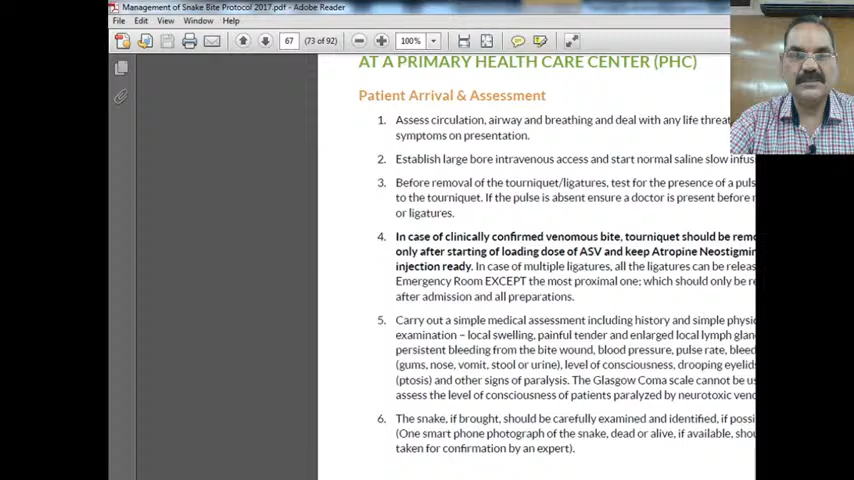 Management of Snake Bite Protocol 2017.pdf - Adobe Reader
File Edit View Window Help
67 (73 of 92) 100%
AT A PRIMARY HEALTH CARE CENTER (PHC)
Patient Arrival & Assessment
1. Assess circulation, airway and breathing and deal with any life threat
symptoms on presentation.
2. Establish large bore intravenous access and start normal saline slow infus
3. Before removal of the tourniquet/ligatures, test for the presence of a puls
to the tourniquet. If the pulse is absent ensure a doctor is present before r
or ligatures.
4. In case of clinically confirmed venomous bite, tourniquet should be remo
only after starting of loading dose of ASV and keep Atropine Neostigmin
injection ready. In case of multiple ligatures, all the ligatures can be releas
Emergency Room EXCEPT the most proximal one; which should only be re
after admission and all preparations.
5. Carry out a simple medical assessment including history and simple physic
examination – local swelling, painful tender and enlarged local lymph glan
persistent bleeding from the bite wound, blood pressure, pulse rate, bleed
(gums, nose, vomit, stool or urine), level of consciousness, drooping eyelids
(ptosis) and other signs of paralysis. The Glasgow Coma scale cannot be us
assess the level of consciousness of patients paralyzed by neurotoxic veno
6. The snake, if brought, should be carefully examined and identified, if possi
(One smart phone photograph of the snake, dead or alive, if available, shou
taken for confirmation by an expert).